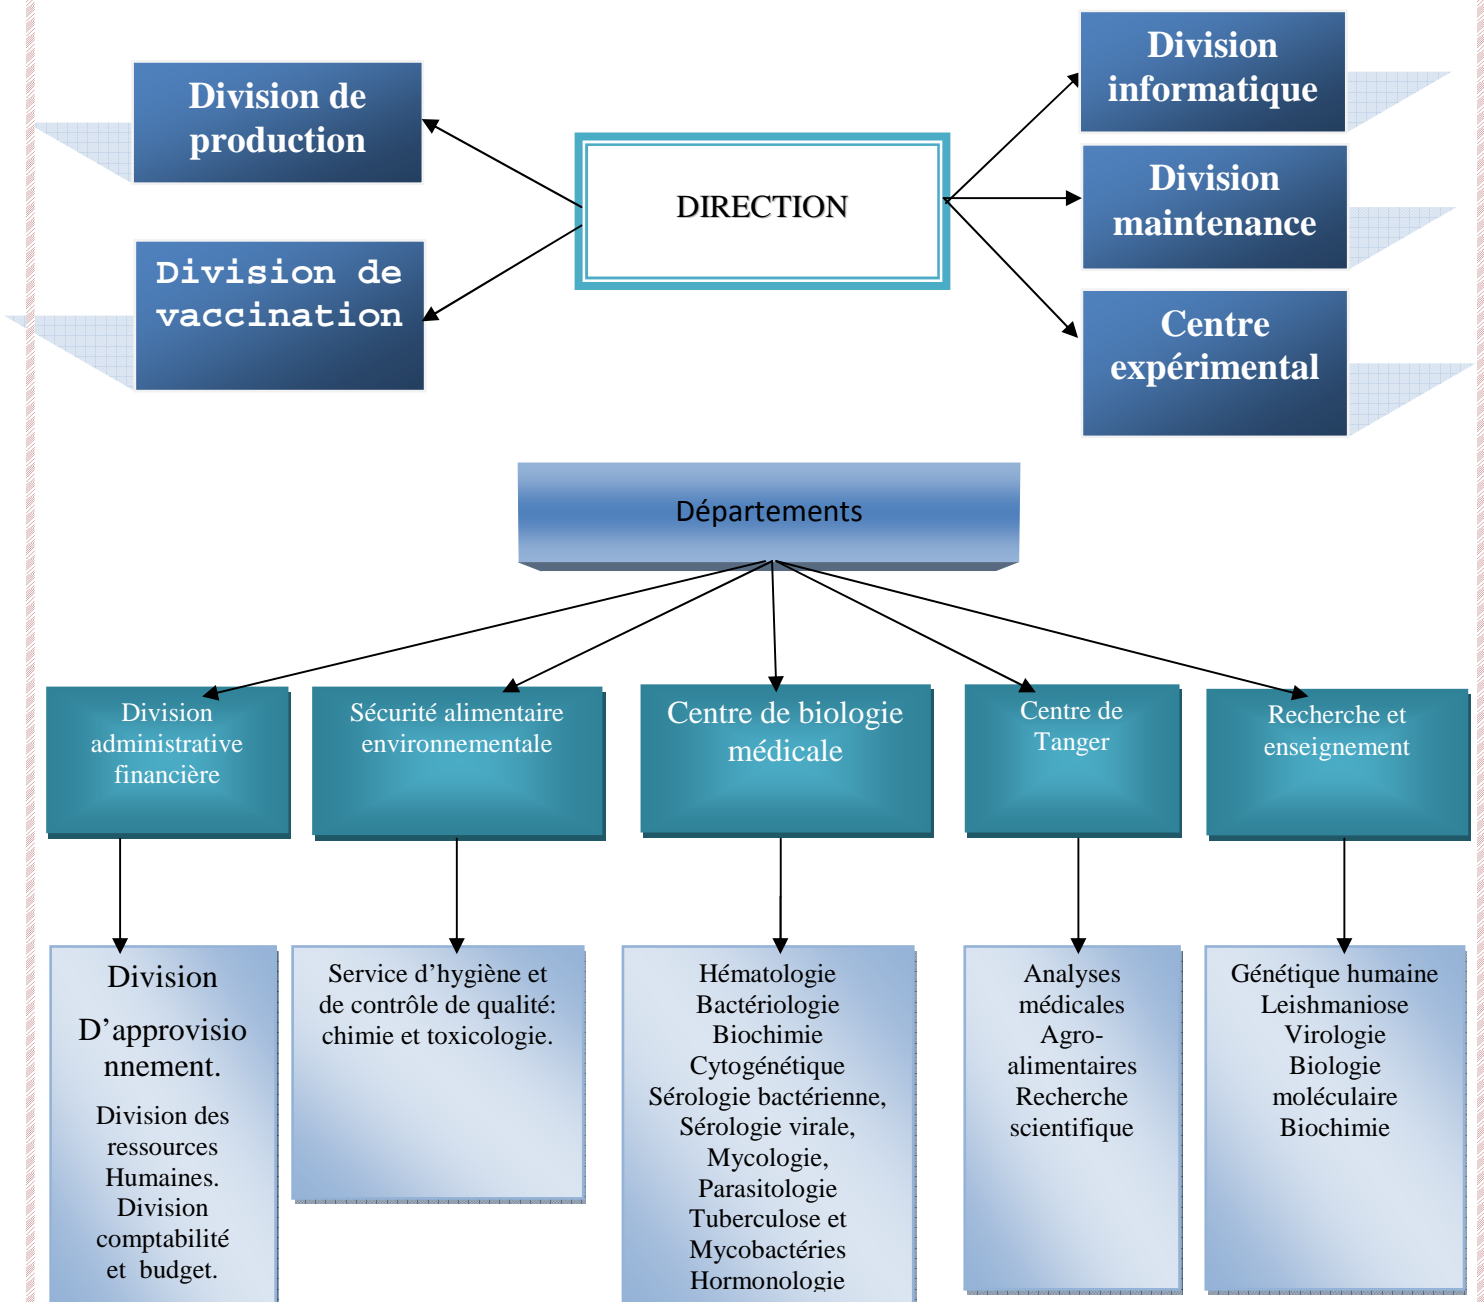 Division de
production
Division de
vaccination
DIRECTION
Division
informatique
Division
maintenance
Centre
expérimental
Départements
Division
administrative
financière
Sécurité alimentaire
environnementale
Centre de biologie
médicale
Centre de
Tanger
Recherche et
enseignement
Division
D’approvisio
nnement.
Division des
ressources
Humaines.
Division
comptabilité
et budget.
Service d’hygiène et
de contrôle de qualité:
chimie et toxicologie.
Hématologie
Bactériologie
Biochimie
Cytogénétique
Sérologie bactérienne,
Sérologie virale,
Mycologie,
Parasitologie
Tuberculose et
Mycobactéries
Hormonologie
Analyses
médicales
Agro-
alimentaires
Recherche
scientifique
Génétique humaine
Leishmaniose
Virologie
Biologie
moléculaire
Biochimie